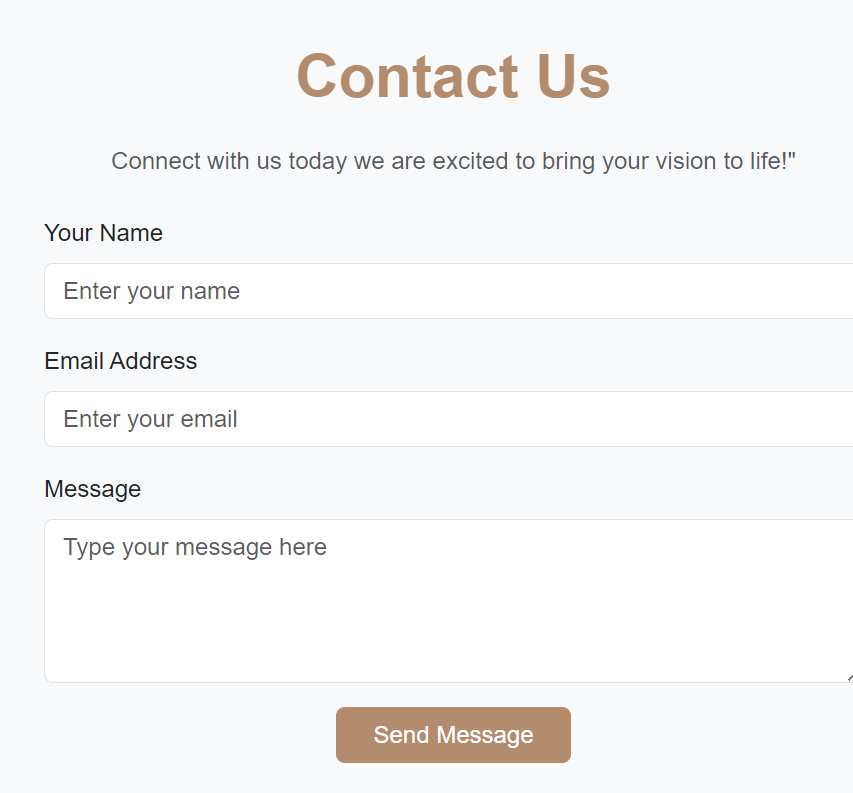 Contact Us
Connect with us today we are excited to bring your vision to life!"
Your Name
Enter your name
Email Address
Enter your email
Message
Type your message here
Send Message